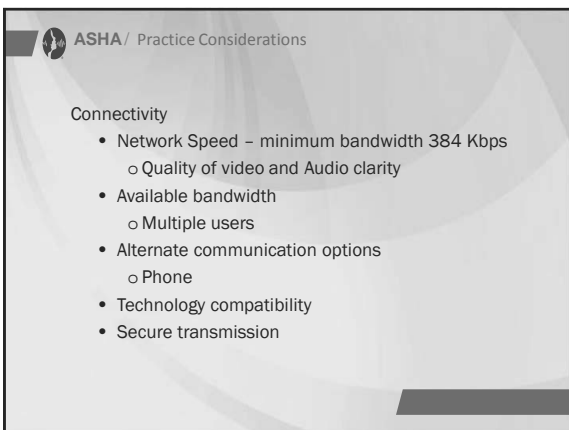 ASHA/ Practice Considerations
Connectivity
• Network Speed – minimum bandwidth 384 Kbps
o Quality of video and Audio clarity
• Available bandwidth
o Multiple users
• Alternate communication options
o Phone
• Technology compatibility
• Secure transmission